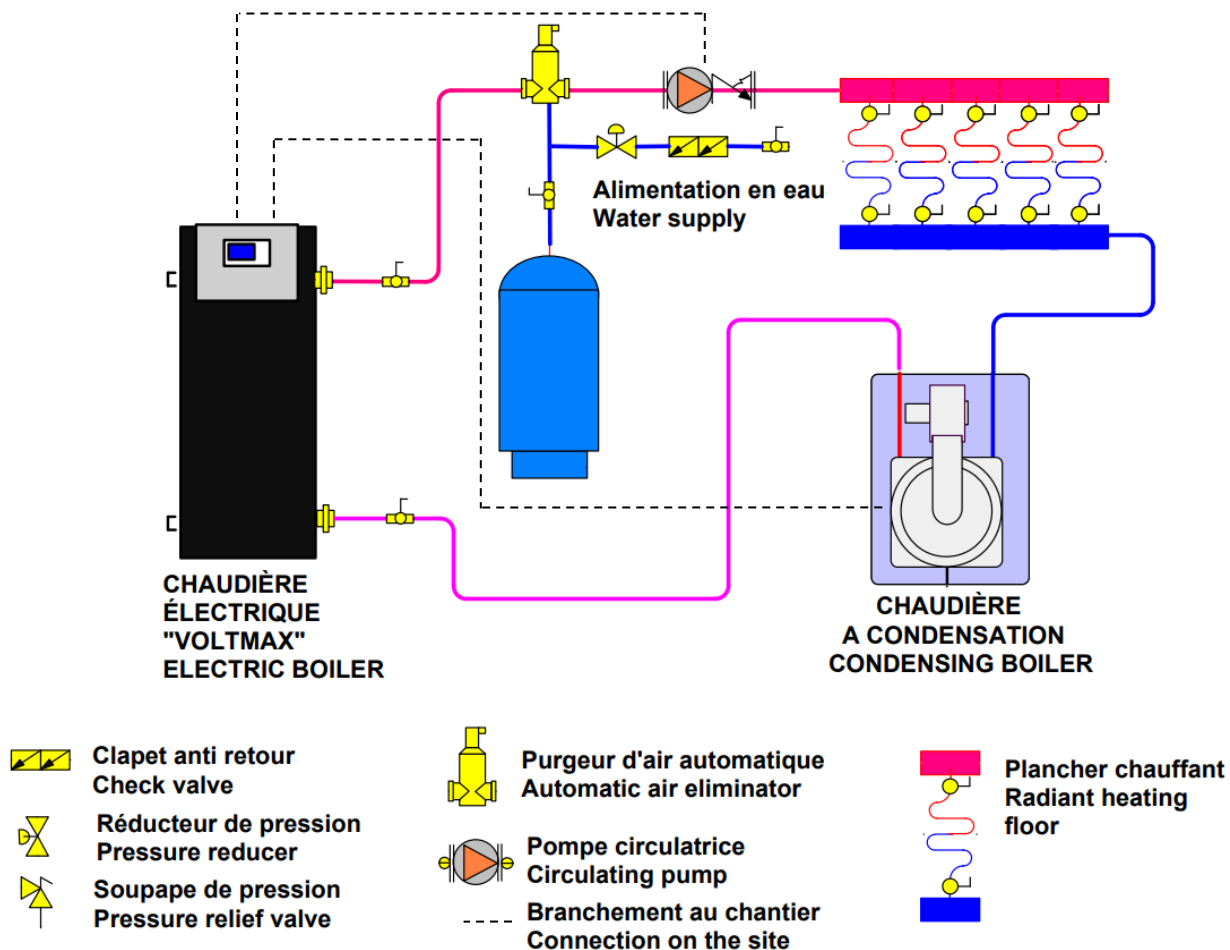 Alimentation en eau
Water supply
CHAUDIÈRE
ÉLECTRIQUE
"VOLTMAX"
ELECTRIC BOILER
CHAUDIÈRE
A CONDENSATION
CONDENSING BOILER
Clapet anti retour
Check valve
Réducteur de pression
Pressure reducer
Soupape de pression
Pressure relief valve
Purgeur d'air automatique
Automatic air eliminator
Pompe circulatrice
Circulating pump
Branchement au chantier
Connection on the site
Plancher chauffant
Radiant heating
floor